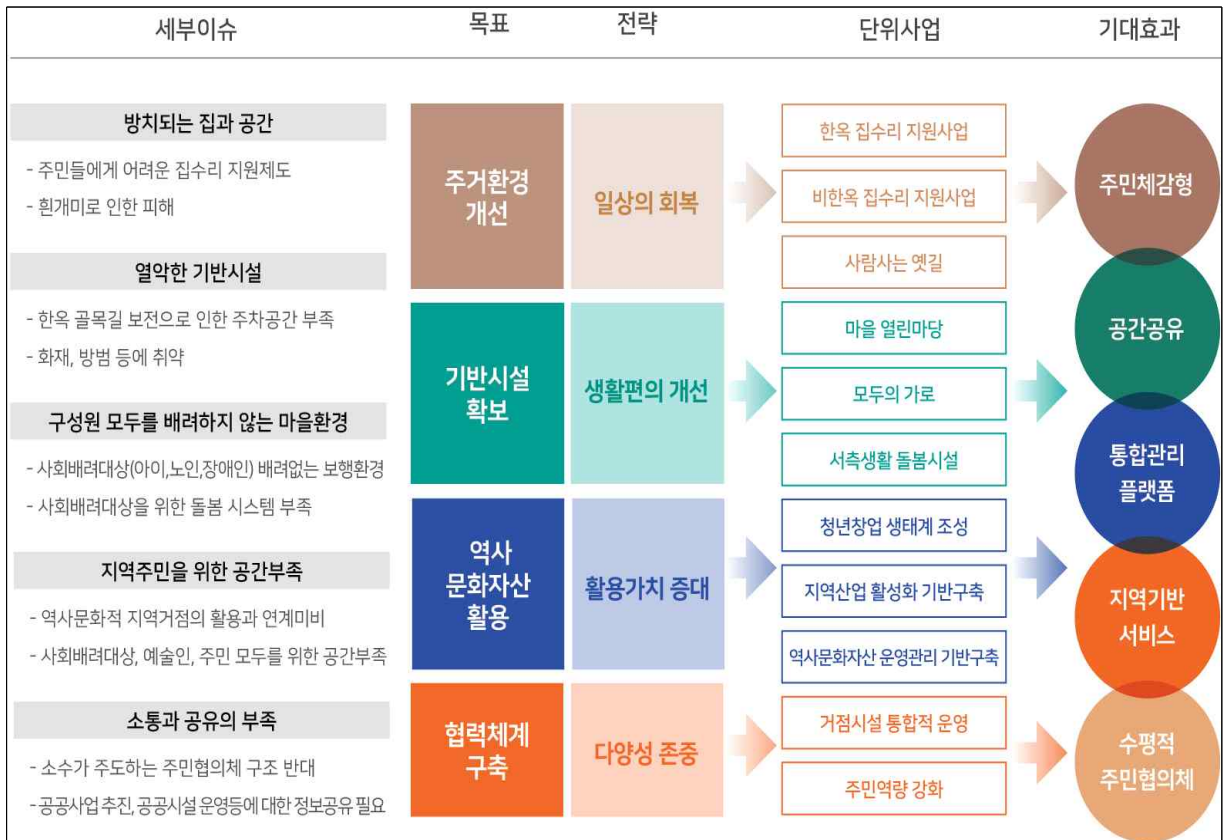 세부이슈
목표
전략
단위사업
기대효과
방치되는 집과 공간
- 주민들에게 어려운 집수리 지원제도
- 흰개미로 인한 피해
열악한 기반시설
- 한옥 골목길 보전으로 인한 주차공간 부족
- 화재, 방범 등에 취약
구성원 모두를 배려하지 않는 마을환경
- 사회배려대상(아이,노인,장애인) 배려없는 보행환경
- 사회배려대상을 위한 돌봄 시스템 부족
지역주민을 위한 공간부족
- 역사문화적 지역거점의 활용과 연계미비
- 사회배려대상, 예술인, 주민 모두를 위한 공간부족
소통과 공유의 부족
- 소수가 주도하는 주민협의체 구조 반대
- 공공사업 추진, 공공시설 운영등에 대한 정보공유 필요
주거환경
개선
일상의 회복
한옥 집수리 지원사업
비한옥 집수리 지원사업
사람사는 옛길
기반시설
확보
생활편의 개선
마을 열린마당
모두의 가로
서측생활 돌봄시설
역사
문화자산
활용
활용가치 증대
청년창업 생태계 조성
지역산업 활성화 기반구축
역사문화자산 운영관리 기반구축
협력체계
구축
다양성 존중
거점시설 통합적 운영
주민역량 강화
주민체감형
공간공유
통합관리
플랫폼
지역기반
서비스
수평적
주민협의체